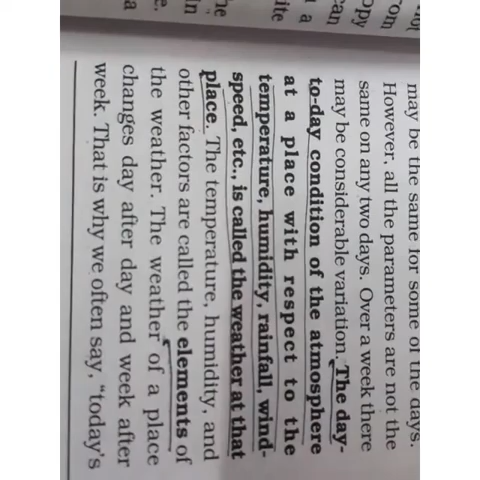 may be the same for some of the days.
However, all the parameters are not the
same on any two days. Over a week there
may be considerable variation. The day-
to-day condition of the atmosphere
at a place with respect to the
temperature, humidity, rainfall, wind-
speed, etc., is called the weather at that
place. The temperature, humidity, and
other factors are called the elements of
the weather. The weather of a place
changes day after day and week after
week. That is why we often say, "today's